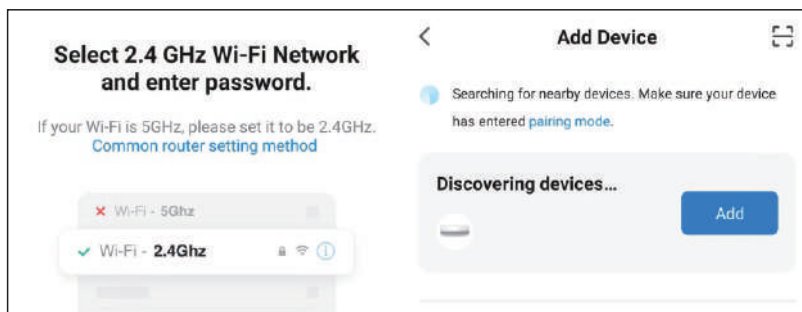 Select 2.4 GHz Wi-Fi Network
and enter password.
If your Wi-Fi is 5GHz, please set it to be 2.4GHz.
Common router setting method
Wi-Fi - 5Ghz
Wi-Fi - 2.4Ghz
Add Device
Searching for nearby devices. Make sure your device
has entered pairing mode.
Discovering devices...
Add